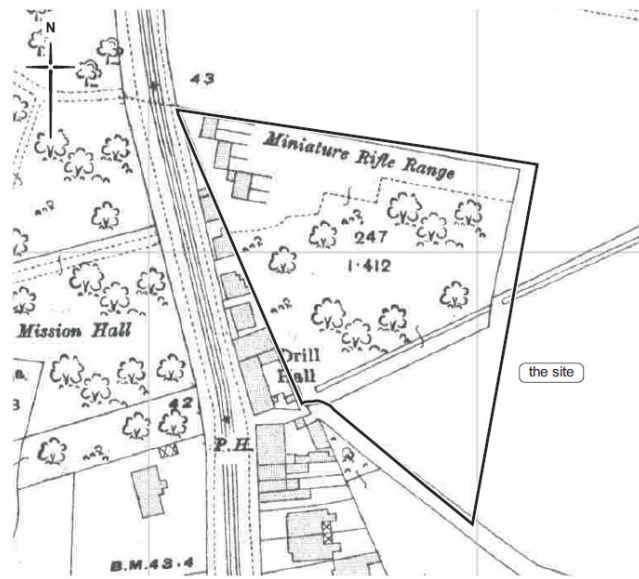 N
43
Miniature Rifle Range
247
1·412
Mission Hall
Drill
Hall
the site
42
P.H.
B.M.43·4